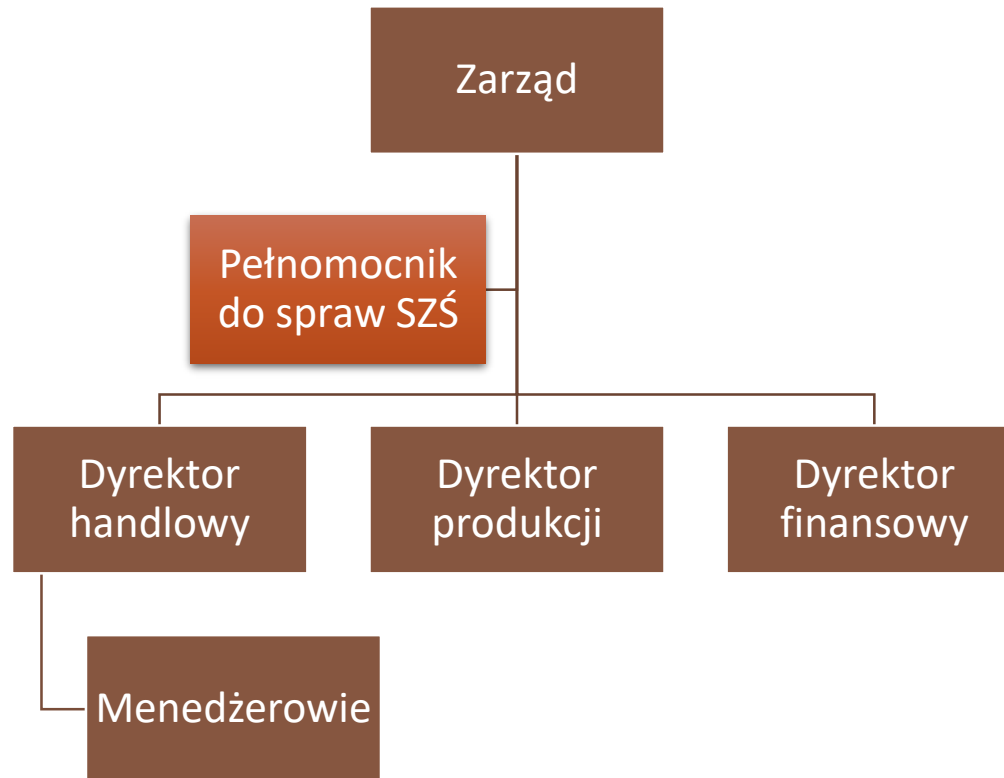 Zarząd
Pełnomocnik
do spraw SZŚ
Dyrektor
handlowy
Dyrektor
produkcji
Dyrektor
finansowy
Menedżerowie